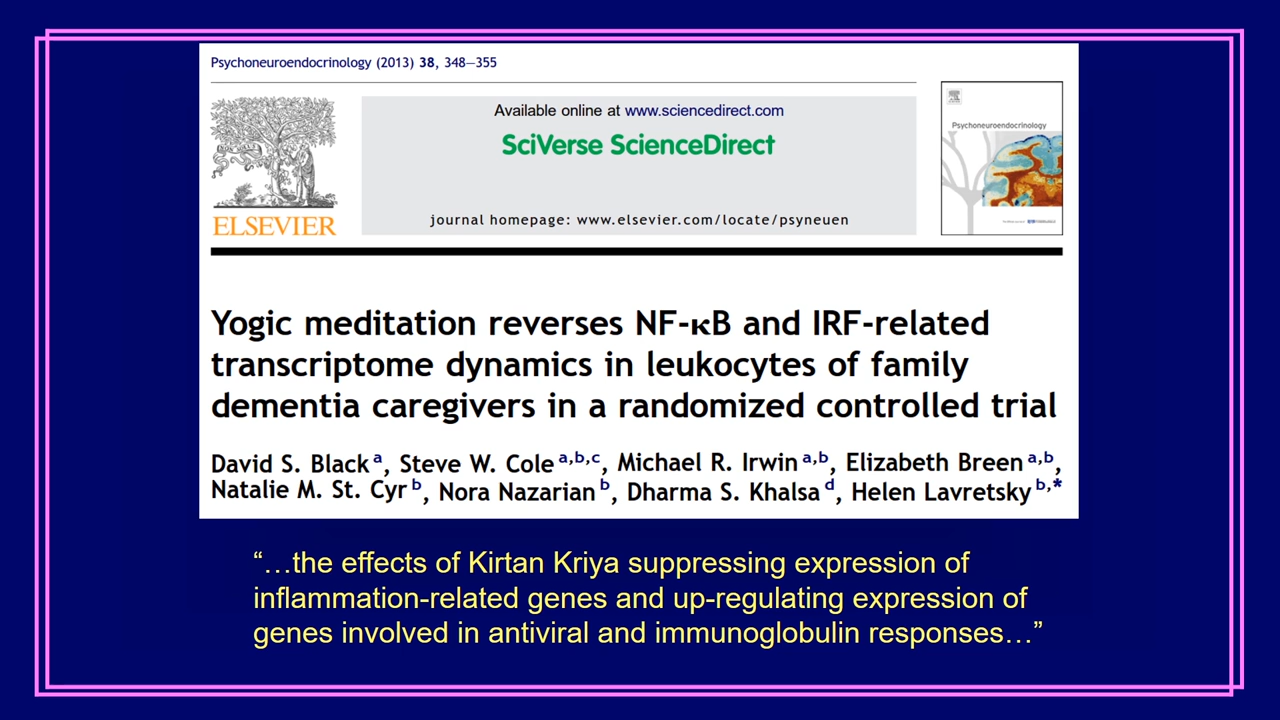 Psychoneuroendocrinology (2013) 38, 348–355
Available online at www.sciencedirect.com
SciVerse ScienceDirect
journal homepage: www.elsevier.com/locate/psyneuen
ELSEVIER
Psychoneuroendocrinology
Yogic meditation reverses NF-κB and IRF-related
transcriptome dynamics in leukocytes of family
dementia caregivers in a randomized controlled trial
David S. Black a, Steve W. Cole a,b,c, Michael R. Irwin a,b, Elizabeth Breen a,b,
Natalie M. St. Cyr b, Nora Nazarian b, Dharma S. Khalsa d, Helen Lavretsky b,*
“…the effects of Kirtan Kriya suppressing expression of
inflammation-related genes and up-regulating expression of
genes involved in antiviral and immunoglobulin responses…”